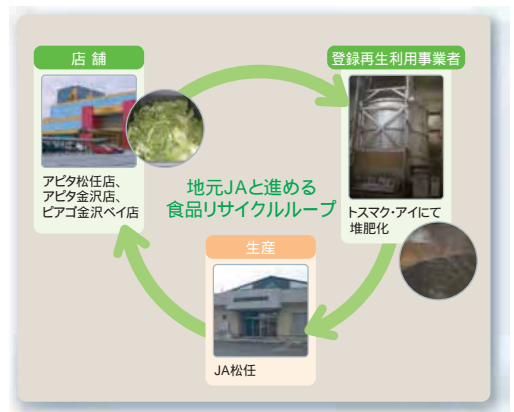 店舗
アピタ松任店、
アピタ金沢店、
ピアゴ金沢ベイ店
登録再生利用事業者
トスマク・アイにて
堆肥化
地元JAと進める
食品リサイクルループ
生産
JA松任